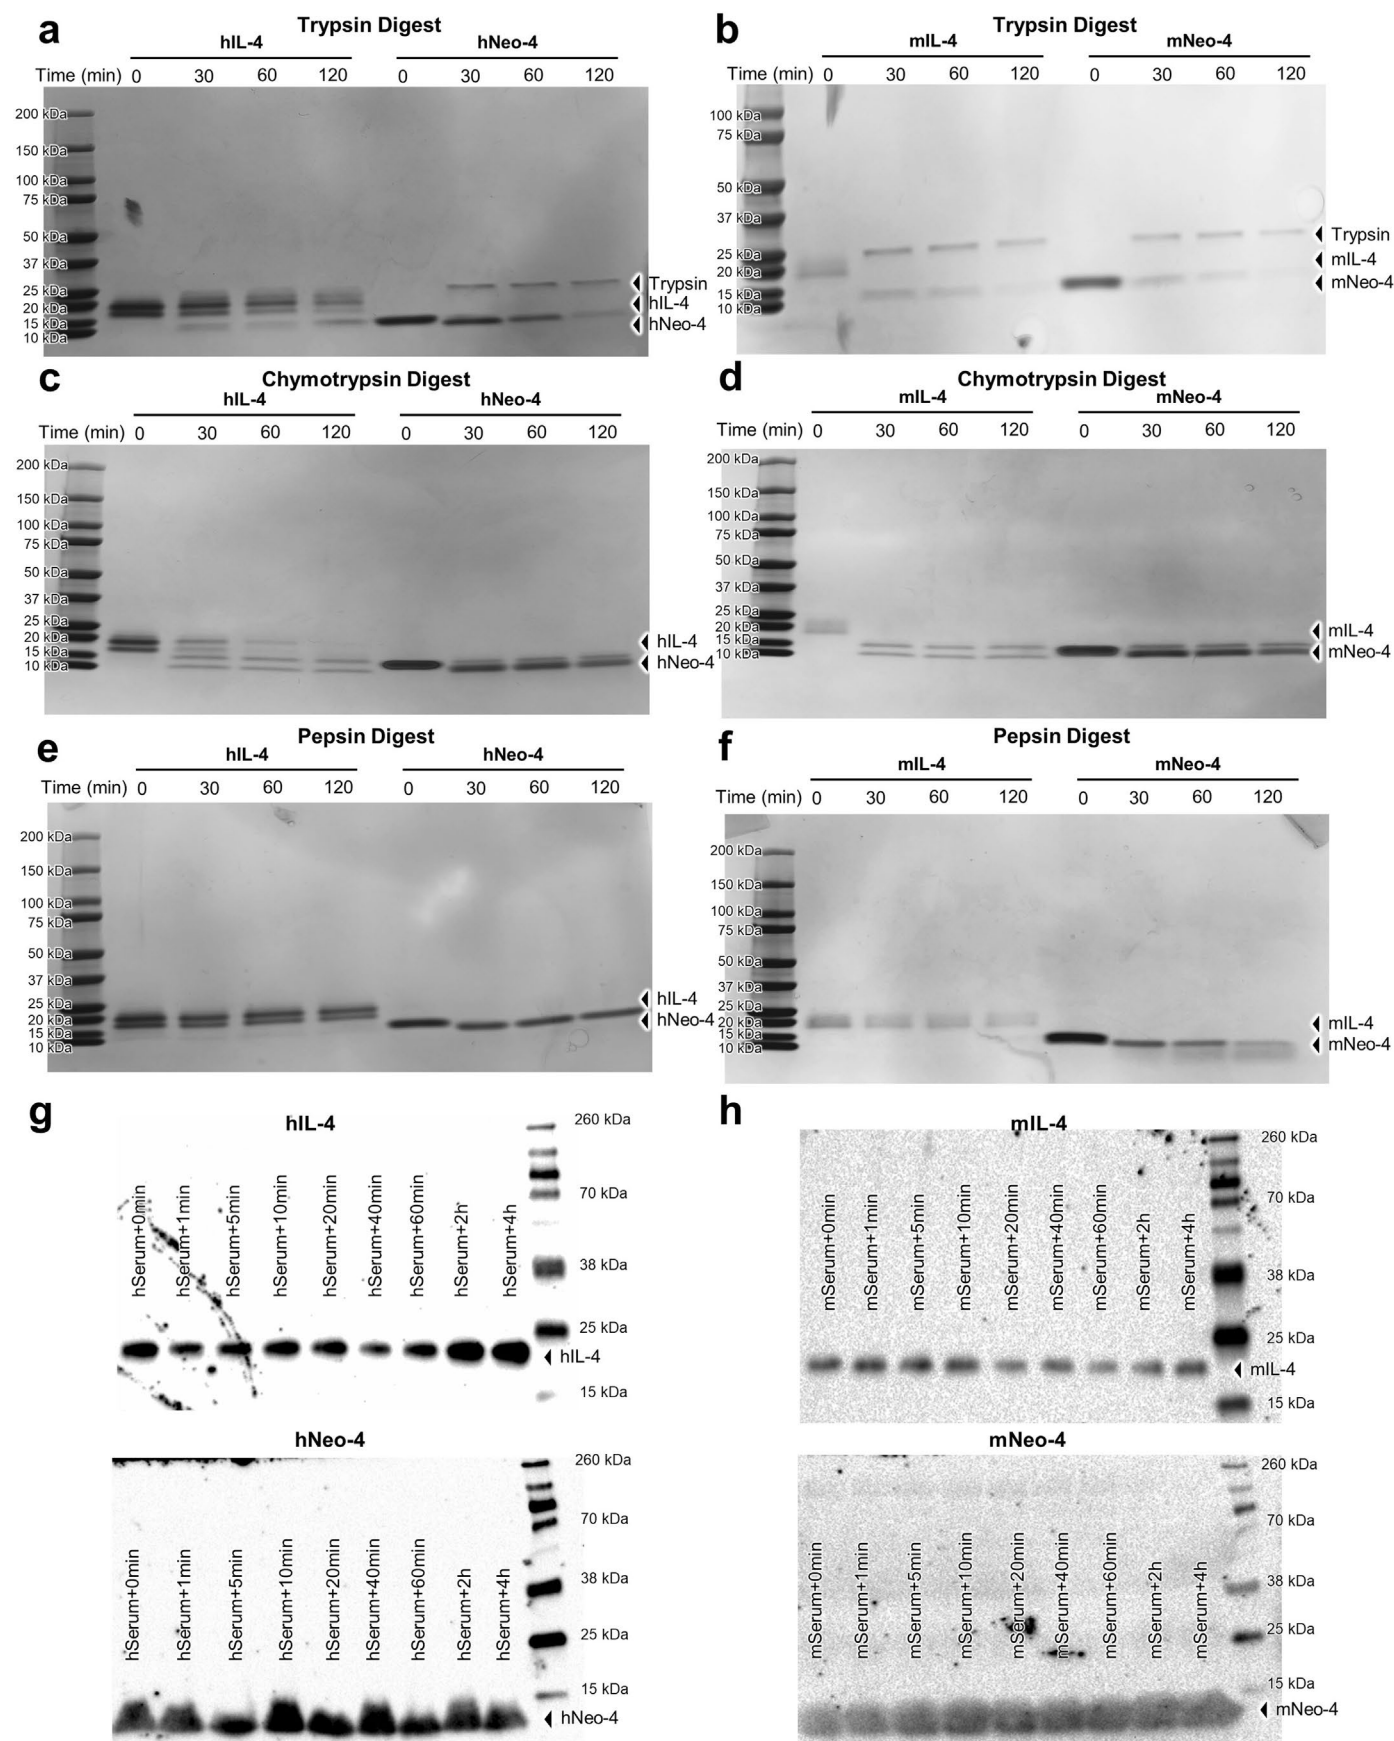 a
Trypsin Digest
hIL-4 hNeo-4
Time (min) 0 30 60 120 0 30 60 120
200 kDa
150 kDa
100 kDa
75 kDa
50 kDa
37 kDa
25 kDa
20 kDa
15 kDa
10 kDa
Trypsin
hIL-4
hNeo-4
b
Trypsin Digest
mIL-4 mNeo-4
Time (min) 0 30 60 120 0 30 60 120
100 kDa
75 kDa
50 kDa
37 kDa
25 kDa
20 kDa
15 kDa
10 kDa
Trypsin
mIL-4
mNeo-4
c
Chymotrypsin Digest
hIL-4 hNeo-4
Time (min) 0 30 60 120 0 30 60 120
200 kDa
150 kDa
100 kDa
75 kDa
50 kDa
37 kDa
25 kDa
20 kDa
15 kDa
10 kDa
hIL-4
hNeo-4
d
Chymotrypsin Digest
mIL-4 mNeo-4
Time (min) 0 30 60 120 0 30 60 120
200 kDa
150 kDa
100 kDa
75 kDa
50 kDa
37 kDa
25 kDa
20 kDa
15 kDa
10 kDa
mIL-4
mNeo-4
e
Pepsin Digest
hIL-4 hNeo-4
Time (min) 0 30 60 120 0 30 60 120
200 kDa
150 kDa
100 kDa
75 kDa
50 kDa
37 kDa
25 kDa
20 kDa
15 kDa
10 kDa
hIL-4
hNeo-4
f
Pepsin Digest
mIL-4 mNeo-4
Time (min) 0 30 60 120 0 30 60 120
200 kDa
150 kDa
100 kDa
75 kDa
50 kDa
37 kDa
25 kDa
20 kDa
15 kDa
10 kDa
mIL-4
mNeo-4
g
hIL-4
hSerum+0min
hSerum+1min
hSerum+5min
hSerum+10min
hSerum+20min
hSerum+40min
hSerum+60min
hSerum+2h
hSerum+4h
260 kDa
70 kDa
38 kDa
25 kDa
hIL-4
15 kDa
hNeo-4
hSerum+0min
hSerum+1min
hSerum+5min
hSerum+10min
hSerum+20min
hSerum+40min
hSerum+60min
hSerum+2h
hSerum+4h
260 kDa
70 kDa
38 kDa
25 kDa
15 kDa
hNeo-4
h
mIL-4
mSerum+0min
mSerum+1min
mSerum+5min
mSerum+10min
mSerum+20min
mSerum+40min
mSerum+60min
mSerum+2h
mSerum+4h
260 kDa
70 kDa
38 kDa
25 kDa
mIL-4
15 kDa
mNeo-4
mSerum+0min
mSerum+1min
mSerum+5min
mSerum+10min
mSerum+20min
mSerum+40min
mSerum+60min
mSerum+2h
mSerum+4h
260 kDa
70 kDa
38 kDa
25 kDa
15 kDa
mNeo-4